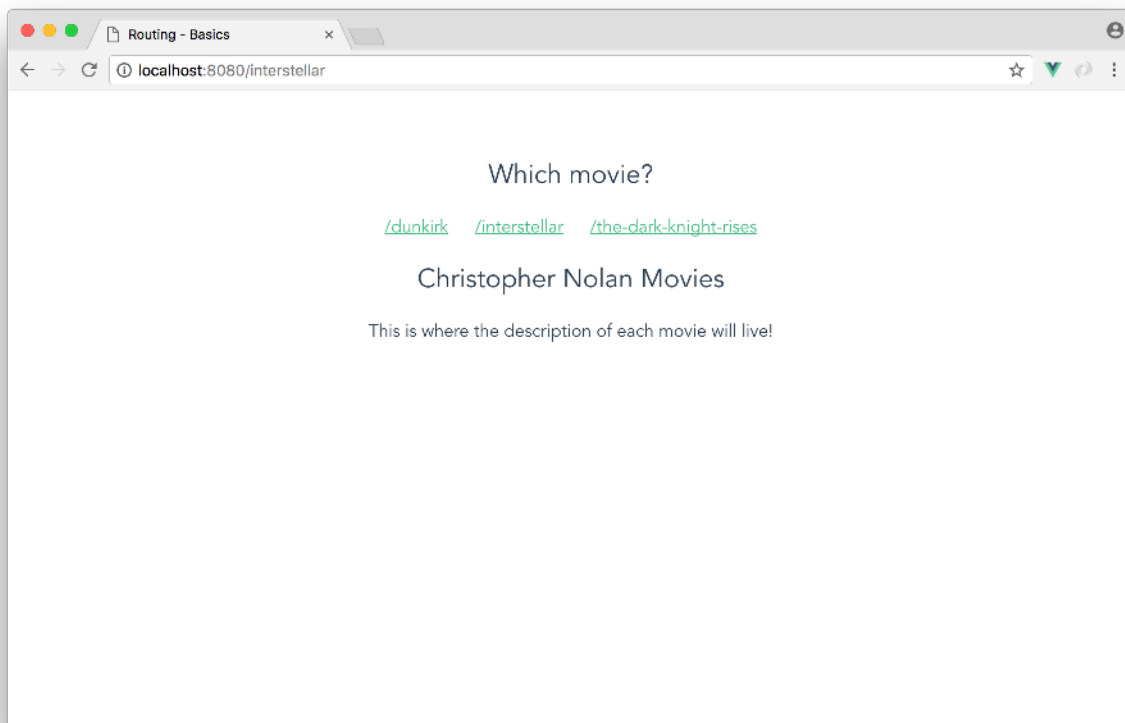 Routing - Basics
localhost:8080/interstellar
Which movie?
/dunkirk /interstellar /the-dark-knight-rises
Christopher Nolan Movies
This is where the description of each movie will live!